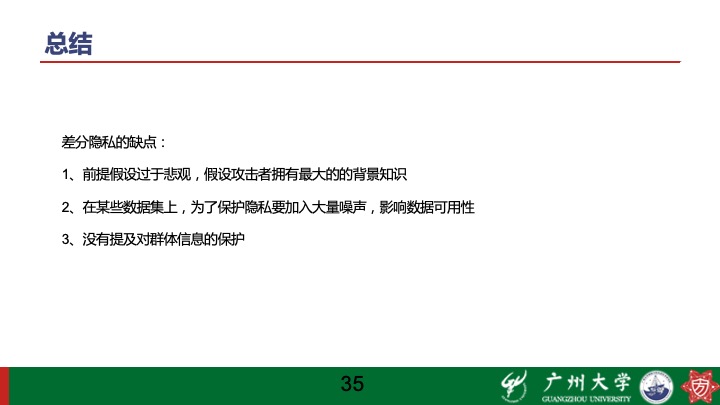 总结
差分隐私的缺点：
1、前提假设过于悲观，假设攻击者拥有最大的的背景知识
2、在某些数据集上，为了保护隐私要加入大量噪声，影响数据可用性
3、没有提及对群体信息的保护
35
广州大学
GUANGZHOU UNIVERSITY